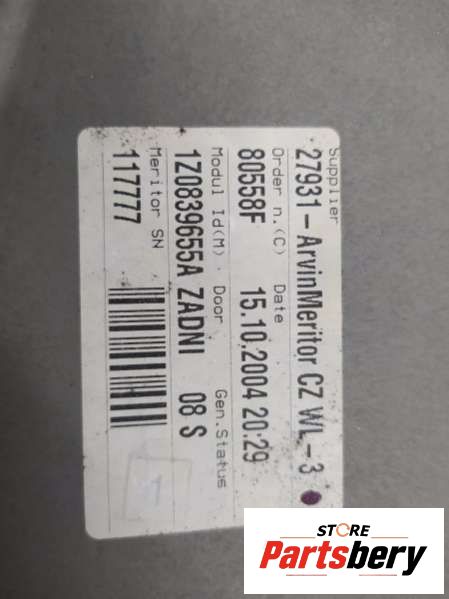 Supplier
27931-ArvinMeritor CZ WL-3
Order n.(C) Date
80558F 15.10.2004 20:29
Modul Id(M). Door Gen.Status
1Z0839655A ZADNI 08 S
Meritor SN
117777
STORE
Partsbery